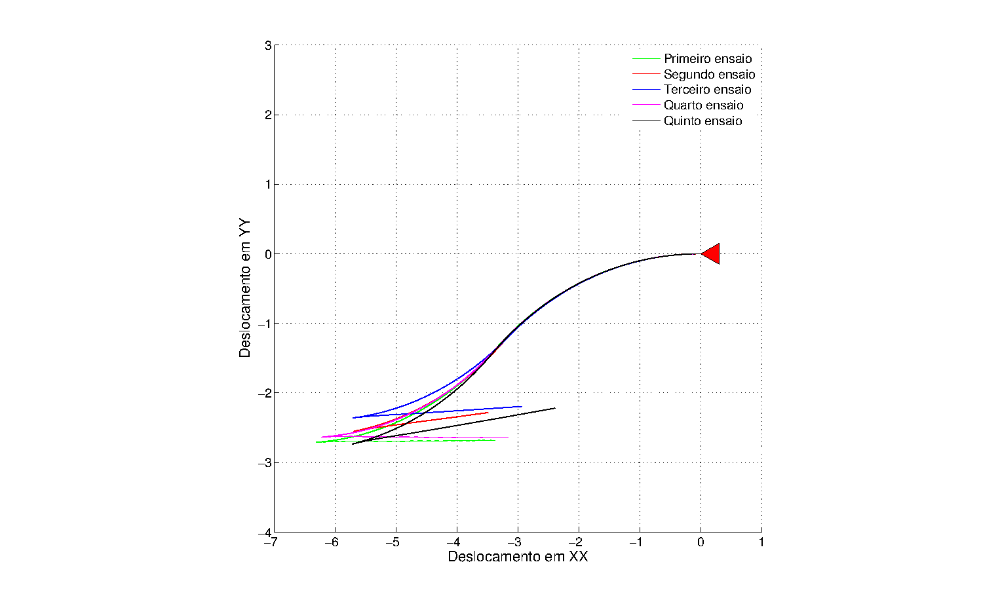 3
2
1
0
−1
−2
−3
−4
−7
−6
−5
−4
−3
−2
−1
0
1
Deslocamento em XX
Deslocamento em YY
Primeiro ensaio
Segundo ensaio
Terceiro ensaio
Quarto ensaio
Quinto ensaio